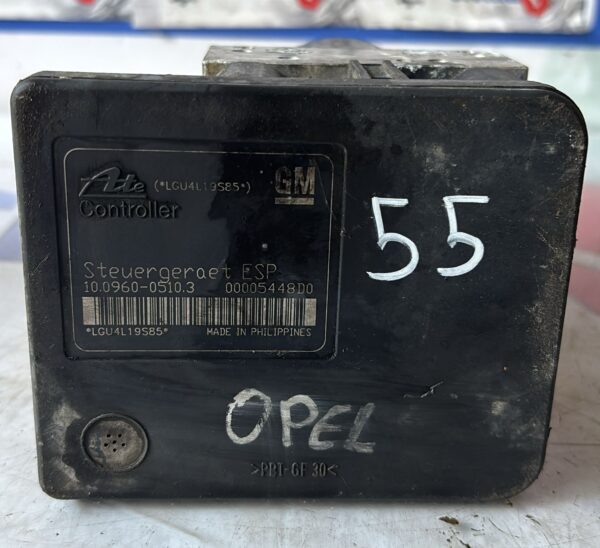 Ate (*LGU4L19S85*) GM
Controller
55
Steuergeraet ESP
10.0960-0510.3 00005448D0
*LGU4L19S85* MADE IN PHILIPPINES
OPEL
>PBT-GF 30<